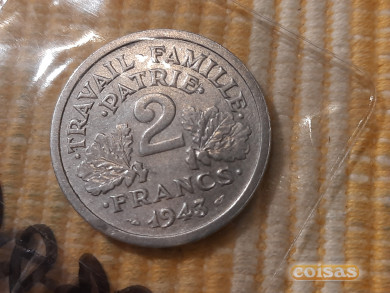 TRAVAIL·FAMILLE·
·PATRIE·
2
·FRANCS·
1943
coisas